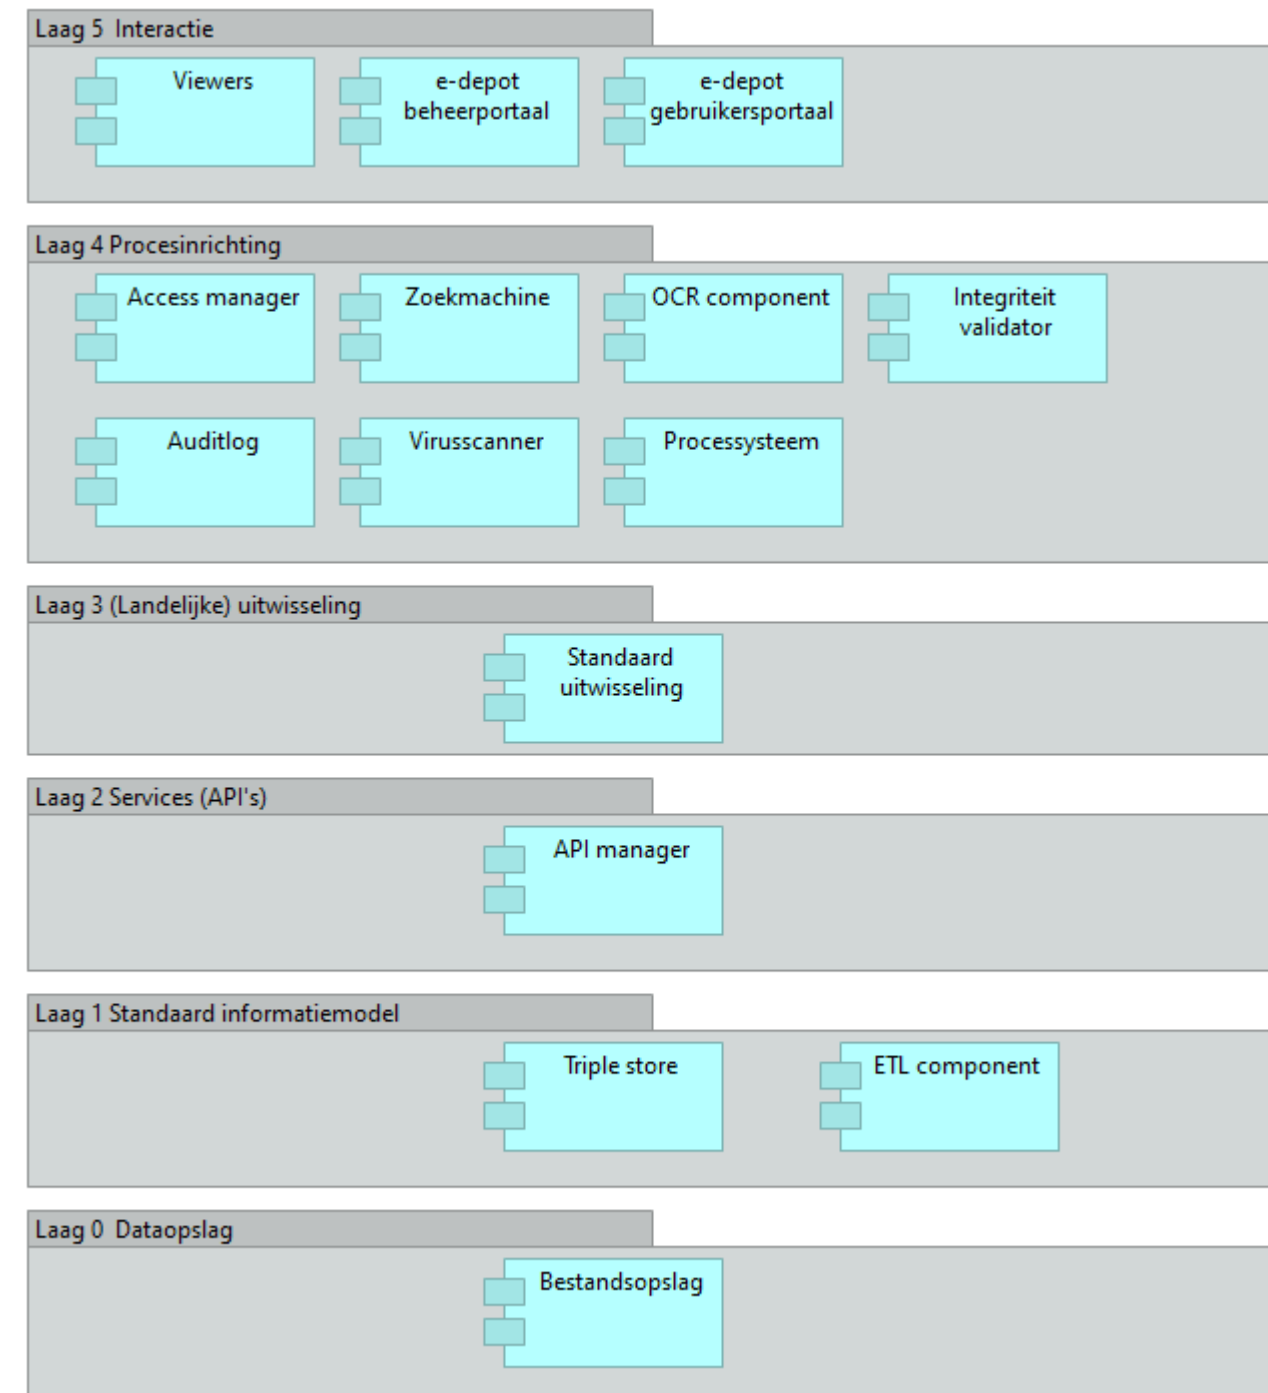 Laag 5  Interactie
Viewers
e-depot
beheerportaal
e-depot
gebruikersportaal
Laag 4 Procesinrichting
Access manager
Zoekmachine
OCR component
Integriteit
validator
Auditlog
Virusscanner
Processysteem
Laag 3 (Landelijke) uitwisseling
Standaard
uitwisseling
Laag 2 Services (API's)
API manager
Laag 1 Standaard informatiemodel
Triple store
ETL component
Laag 0  Dataopslag
Bestandsopslag